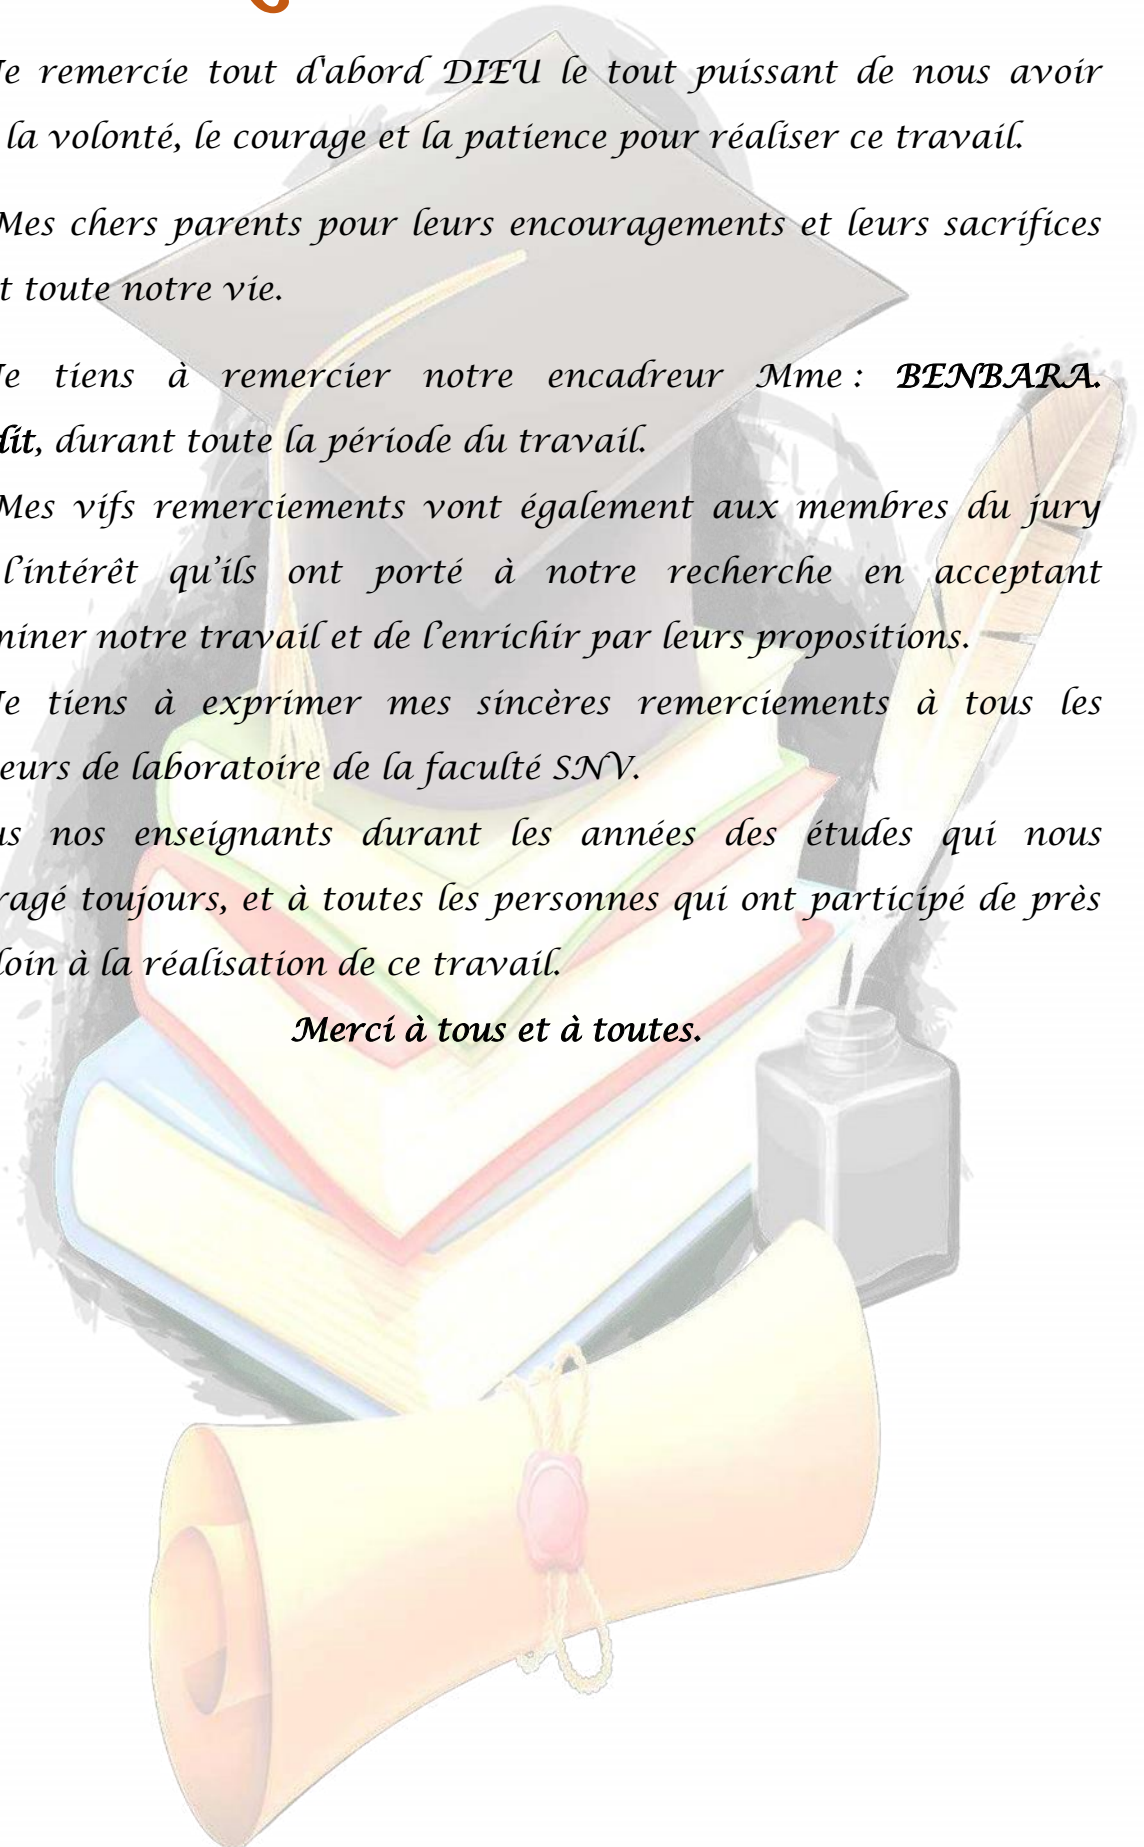 Je remercie tout d'abord DIEU le tout puissant de nous avoir
la volonté, le courage et la patience pour réaliser ce travail.
Mes chers parents pour leurs encouragements et leurs sacrifices
t toute notre vie.
Je tiens à remercier notre encadreur Mme : BENBARA.
dit, durant toute la période du travail.
Mes vifs remerciements vont également aux membres du jury
l'intérêt qu'ils ont porté à notre recherche en acceptant
miner notre travail et de l'enrichir par leurs propositions.
Je tiens à exprimer mes sincères remerciements à tous les
eurs de laboratoire de la faculté SNV.
us nos enseignants durant les années des études qui nous
ragé toujours, et à toutes les personnes qui ont participé de près
loin à la réalisation de ce travail.
Merci à tous et à toutes.